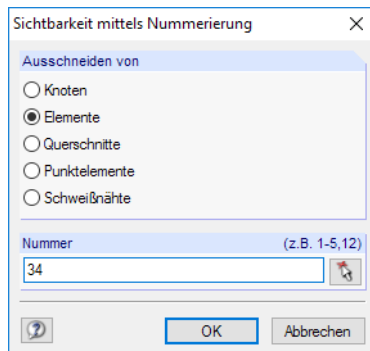 Sichtbarkeit mittels Nummerierung
Ausschneiden von
Knoten
Elemente
Querschnitte
Punktelemente
Schweißnähte
Nummer (z.B. 1-5,12)
34
OK Abbrechen